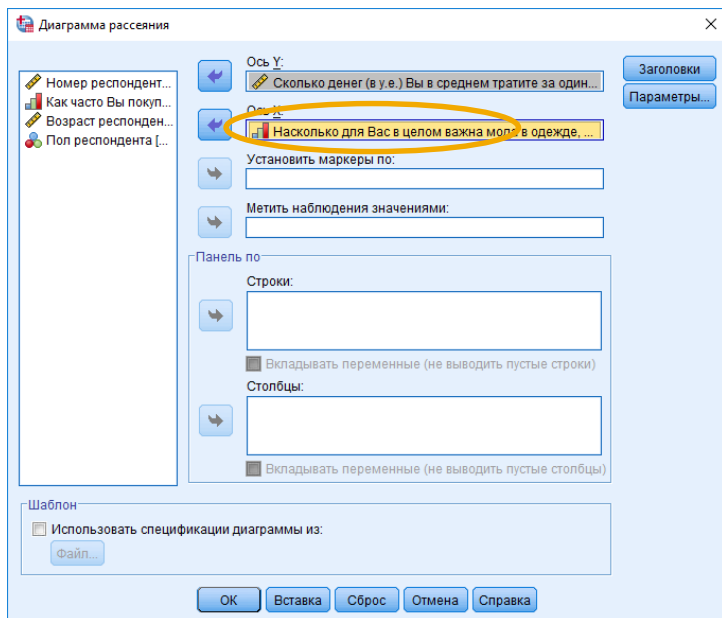 Диаграмма рассеяния
Номер респондент...
Как часто Вы покуп...
Возраст респонден...
Пол респондента [...
Ось Y:
Сколько денег (в у.е.) Вы в среднем тратите за один...
Ось X:
Насколько для Вас в целом важна мода в одежде, ...
Установить маркеры по:
Метить наблюдения значениями:
Панель по
Строки:
Вкладывать переменные (не выводить пустые строки)
Столбцы:
Вкладывать переменные (не выводить пустые столбцы)
Заголовки
Параметры...
Шаблон
Использовать спецификации диаграммы из:
Файл...
ОК Вставка Сброс Отмена Справка